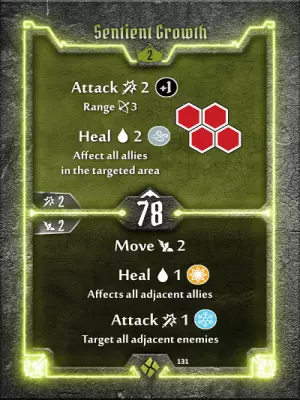 Sentient Growth
2
Attack 2 +1
Range 3
Heal 2
Affect all allies
in the targeted area
2
78
2
Move 2
Heal 1
Affects all adjacent allies
Attack 1
Target all adjacent enemies
131